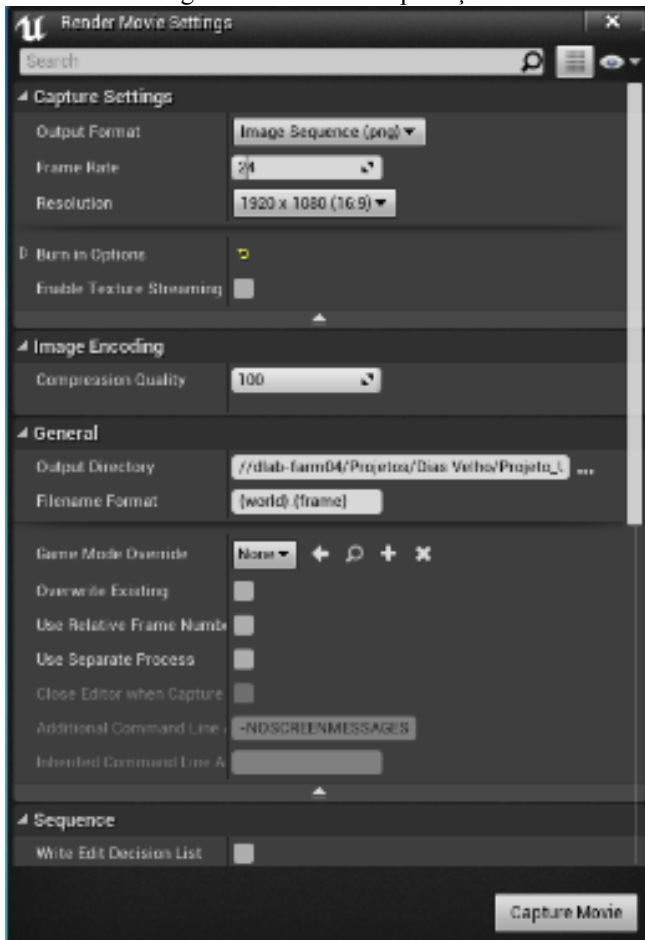 Render Movie Settings
Search
Capture Settings
Output Format Image Sequence (png)
Frame Rate 24
Resolution 1920 x 1080 (16:9)
Burn in Options
Enable Texture Streaming
Image Encoding
Compression Quality 100
General
Output Directory //dlab-farm04/Projetos/Dias Velho/Projeto_U ...
Filename Format {world}.{frame}
Game Mode Override None
Overwrite Existing
Use Relative Frame Numbe
Use Separate Process
Close Editor when Capture
Additional Command Line -NOSCREENMESSAGES
Inherited Command Line A
Sequence
Write Edit Decision List
Capture Movie